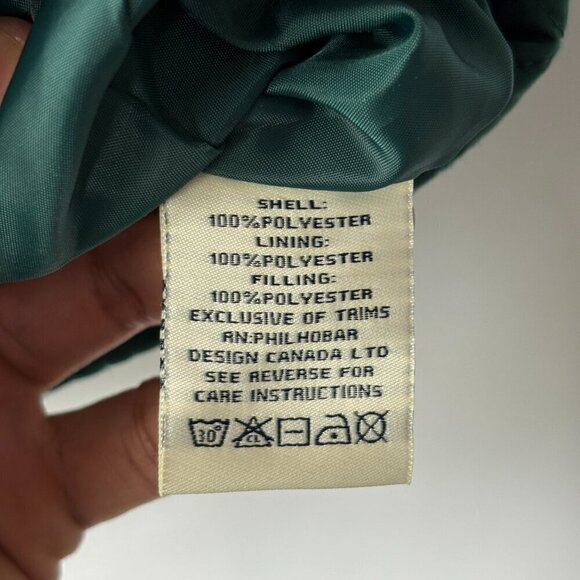 SHELL:
100%POLYESTER
LINING:
100%POLYESTER
FILLING:
100%POLYESTER
EXCLUSIVE OF TRIMS
RN:PHILHOBAR
DESIGN CANADA LTD
SEE REVERSE FOR
CARE INSTRUCTIONS
30° CL